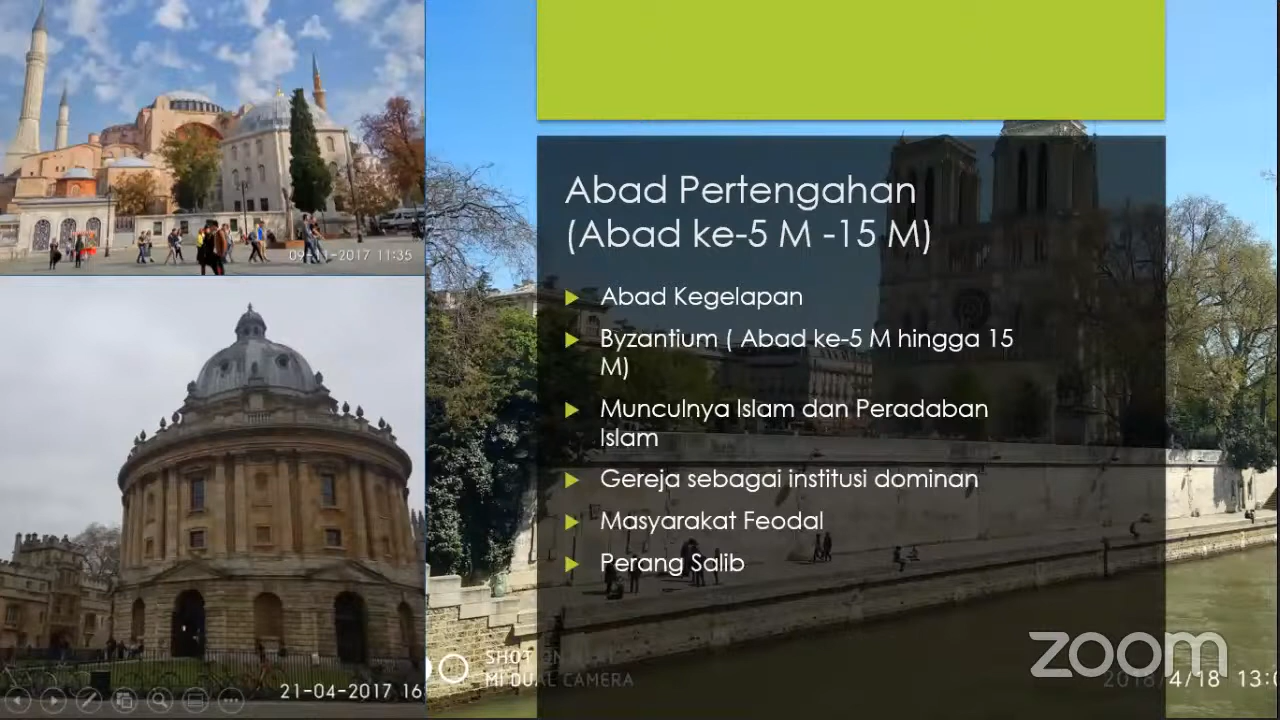 09-11-2017 11:35
Abad Pertengahan
(Abad ke-5 M -15 M)
Abad Kegelapan
Byzantium ( Abad ke-5 M hingga 15
M)
Munculnya Islam dan Peradaban
Islam
Gereja sebagai institusi dominan
Masyarakat Feodal
Perang Salib
21-04-2017 16
SHOT ON
MI DUAL CAMERA
zoom
2018/4/18 13:0